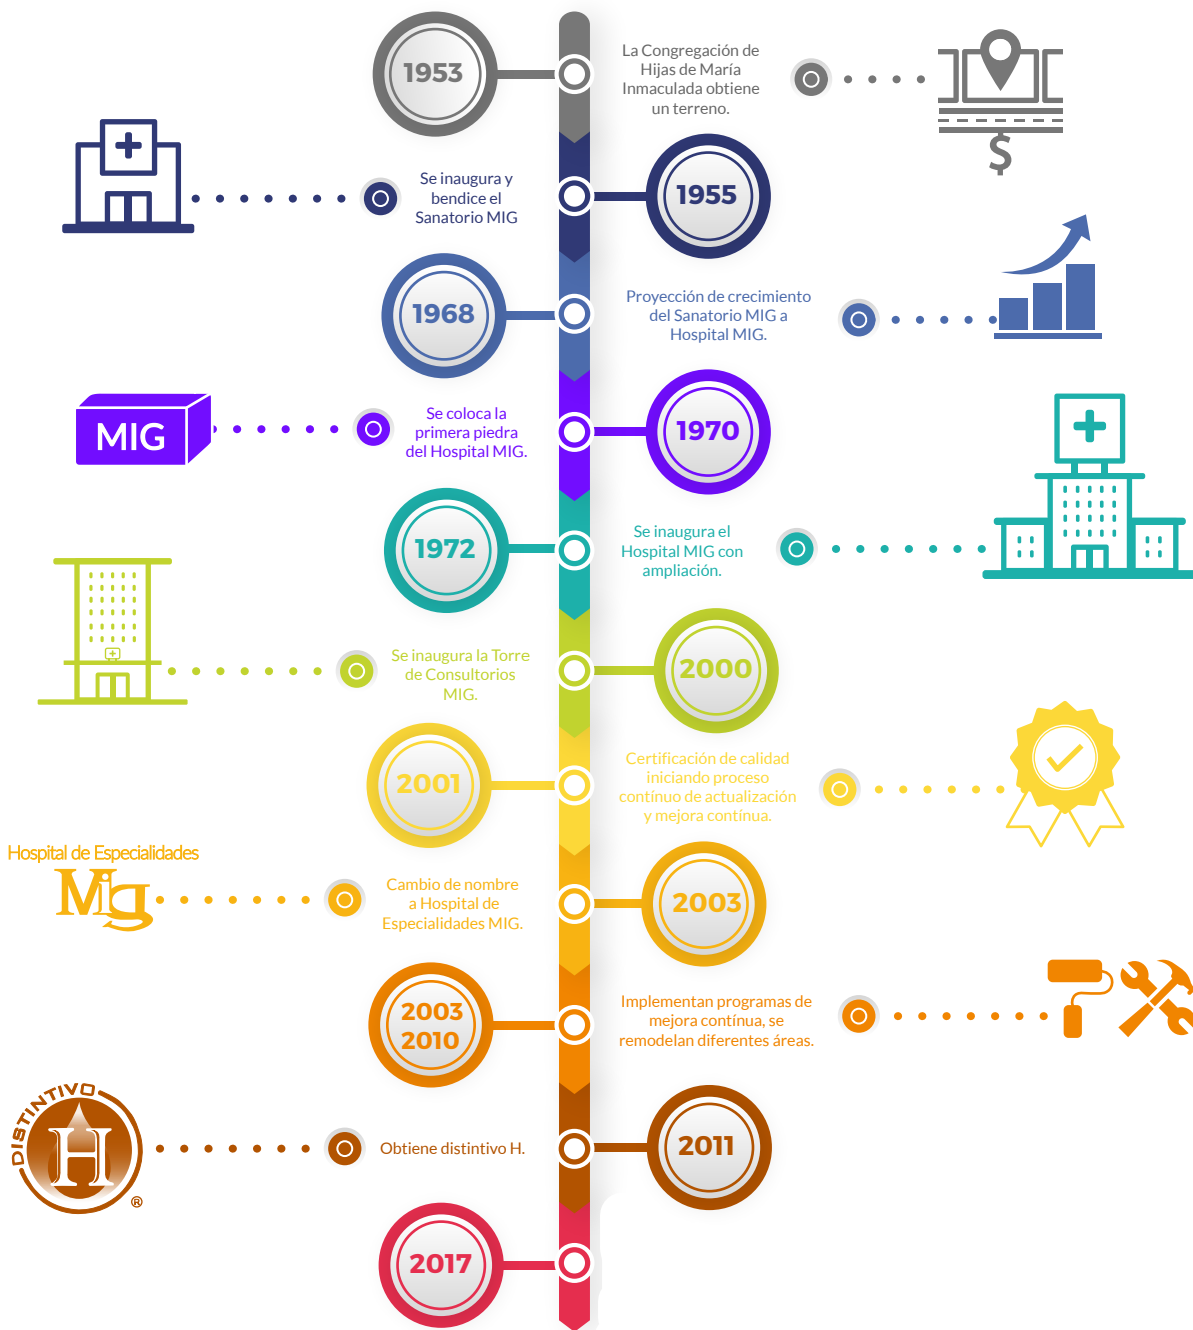 1953
La Congregación de
Hijas de María
Inmaculada obtiene
un terreno.
$
Se inaugura y
bendice el
Sanatorio MIG
1955
1968
Proyección de crecimiento
del Sanatorio MIG a
Hospital MIG.
MIG
Se coloca la
primera piedra
del Hospital MIG.
1970
1972
Se inaugura el
Hospital MIG con
ampliación.
Se inaugura la Torre
de Consultorios
MIG.
2000
2001
Certificación de calidad
iniciando proceso
contínuo de actualización
y mejora contínua.
Hospital de Especialidades
Mig
Cambio de nombre
a Hospital de
Especialidades MIG.
2003
2003
2010
Implementan programas de
mejora contínua, se
remodelan diferentes áreas.
DISTINTIVO
H
®
Obtiene distintivo H.
2011
2017